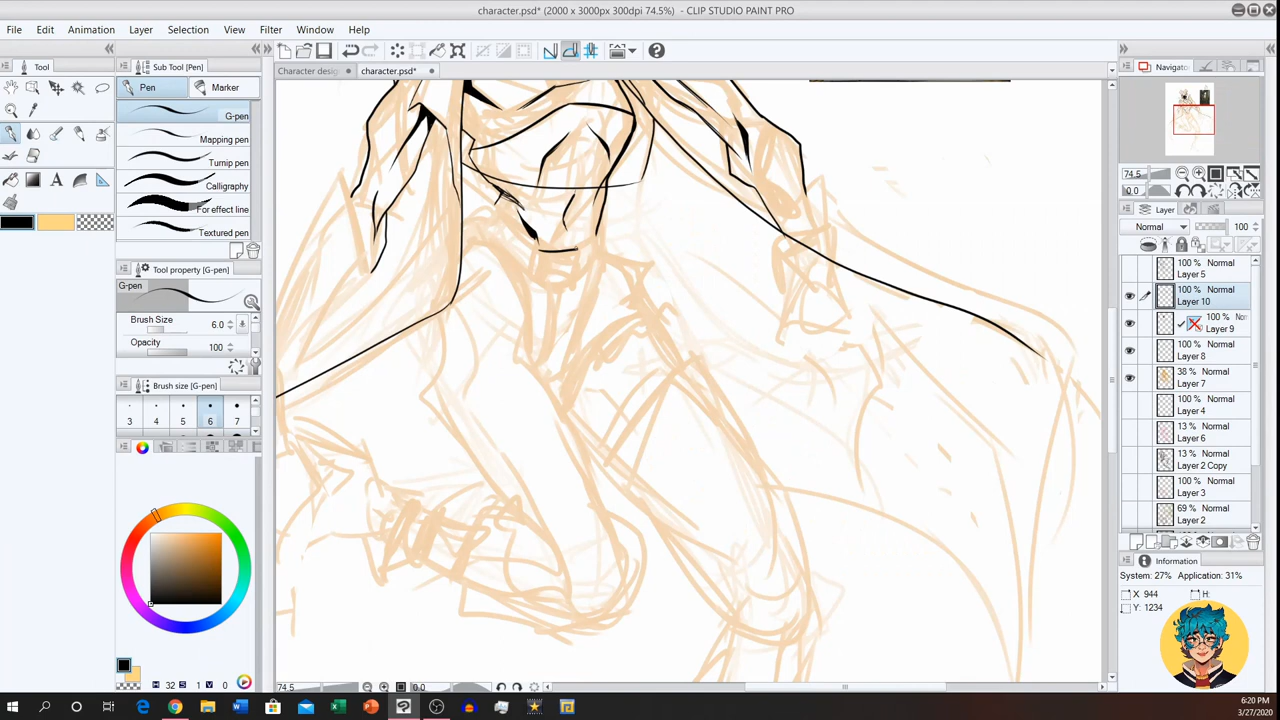 character.psd* (2000 x 3000px 300dpi 74.5%) - CLIP STUDIO PAINT PRO
File Edit Animation Layer Selection View Filter Window Help
Tool
Sub Tool [Pen]
Character desig
character.psd*
Navigator
Pen
Marker
G-pen
Mapping pen
Turnip pen
Calligraphy
For effect line
Textured pen
Tool property [G-pen]
G-pen
Brush Size 6.0
Opacity 100
Brush size [G-pen]
3 4 5 6 7
H 32 S 1 V 0
74.5 0.0
74.5
0.0
Layer
Normal 100
100% Normal
Layer 5
100 % Normal
Layer 10
100 % Nor
Layer 9
100 % Normal
Layer 8
38 % Normal
Layer 7
100 % Normal
Layer 4
13 % Normal
Layer 6
13 % Normal
Layer 2 Copy
100 % Normal
Layer 3
69 % Normal
Layer 2
Information
System: 27% Application: 31%
X 944 H:
Y: 1234
6:20 PM
3/27/2020